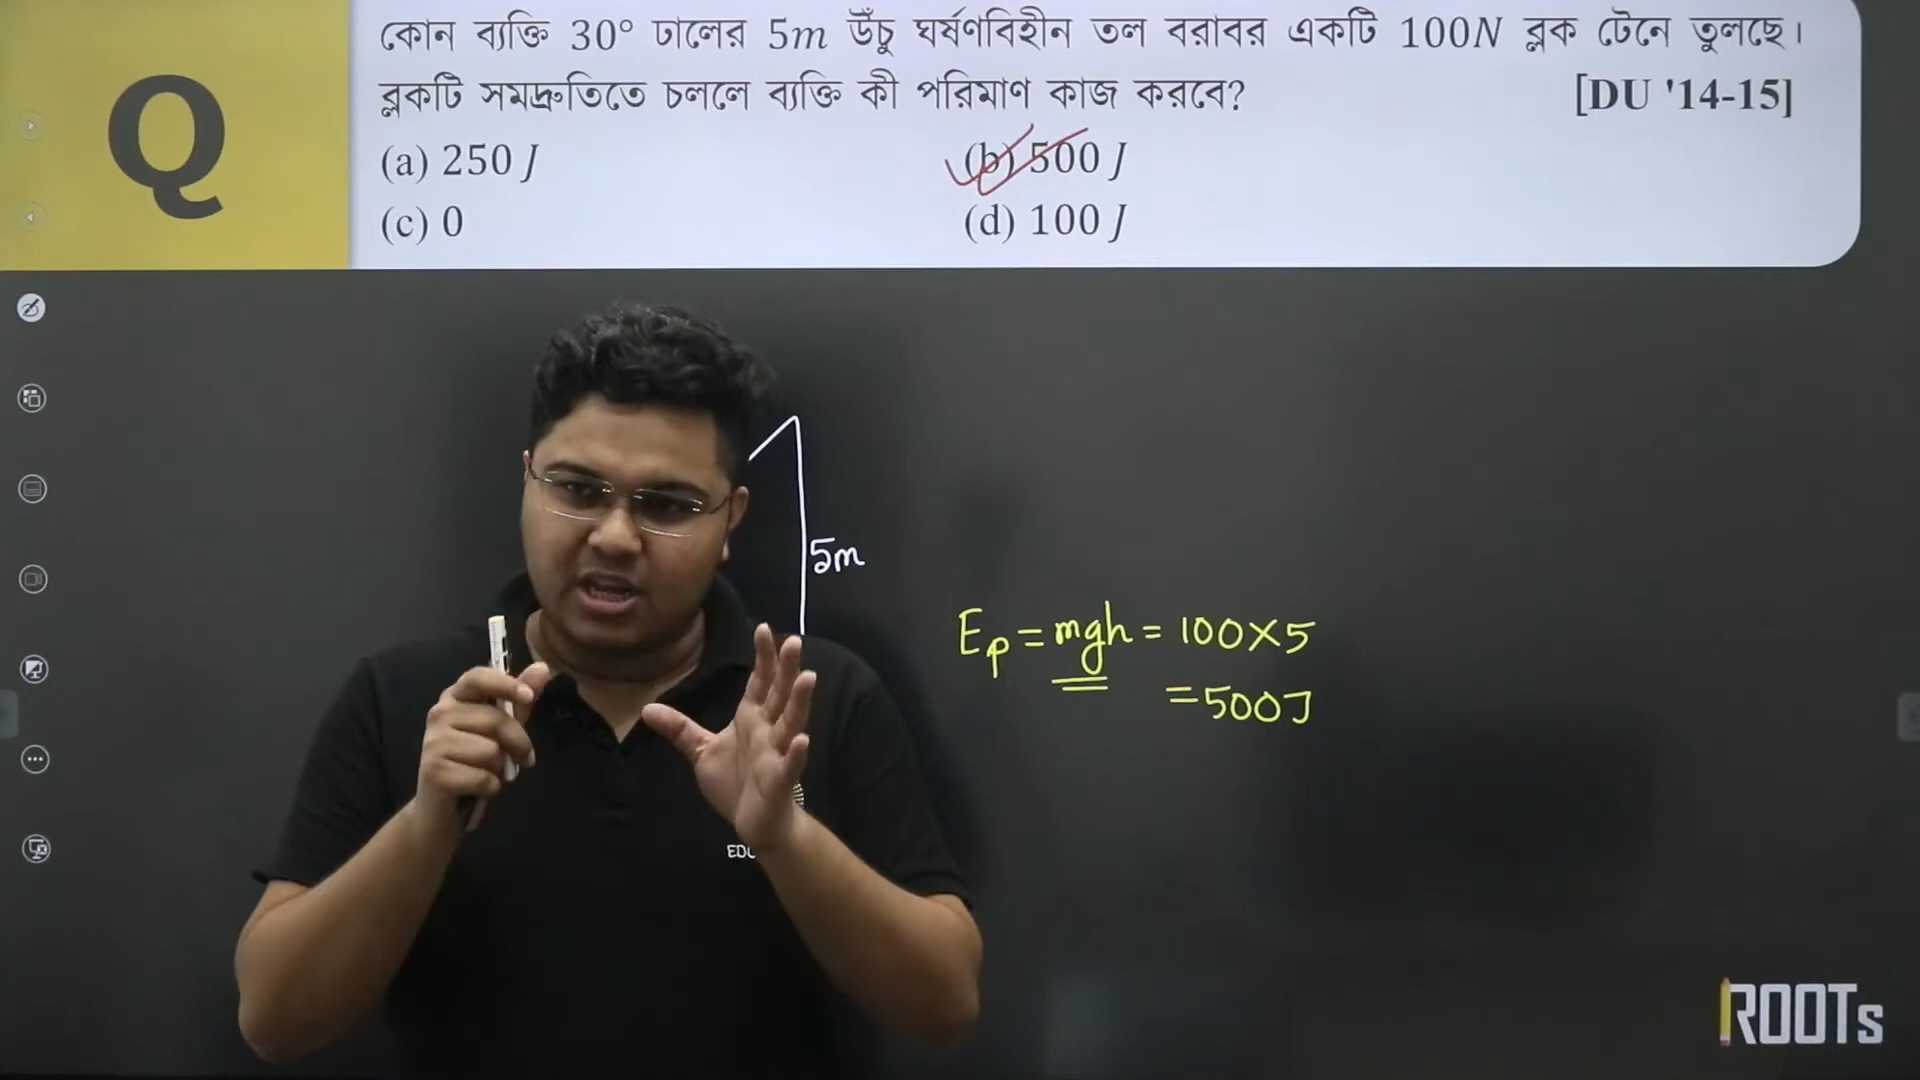 Q
কোন ব্যক্তি 30° ঢালের 5m উঁচু ঘর্ষণবিহীন তল বরাবর একটি 100N ব্লক টেনে তুলছে।
ব্লকটি সমদ্রুতিতে চললে ব্যক্তি কী পরিমাণ কাজ করবে? [DU '14-15]
(a) 250 J (b) 500 J
(c) 0 (d) 100 J
5m
Ep = mgh = 100×5
= 500J
EDU
ROOTs